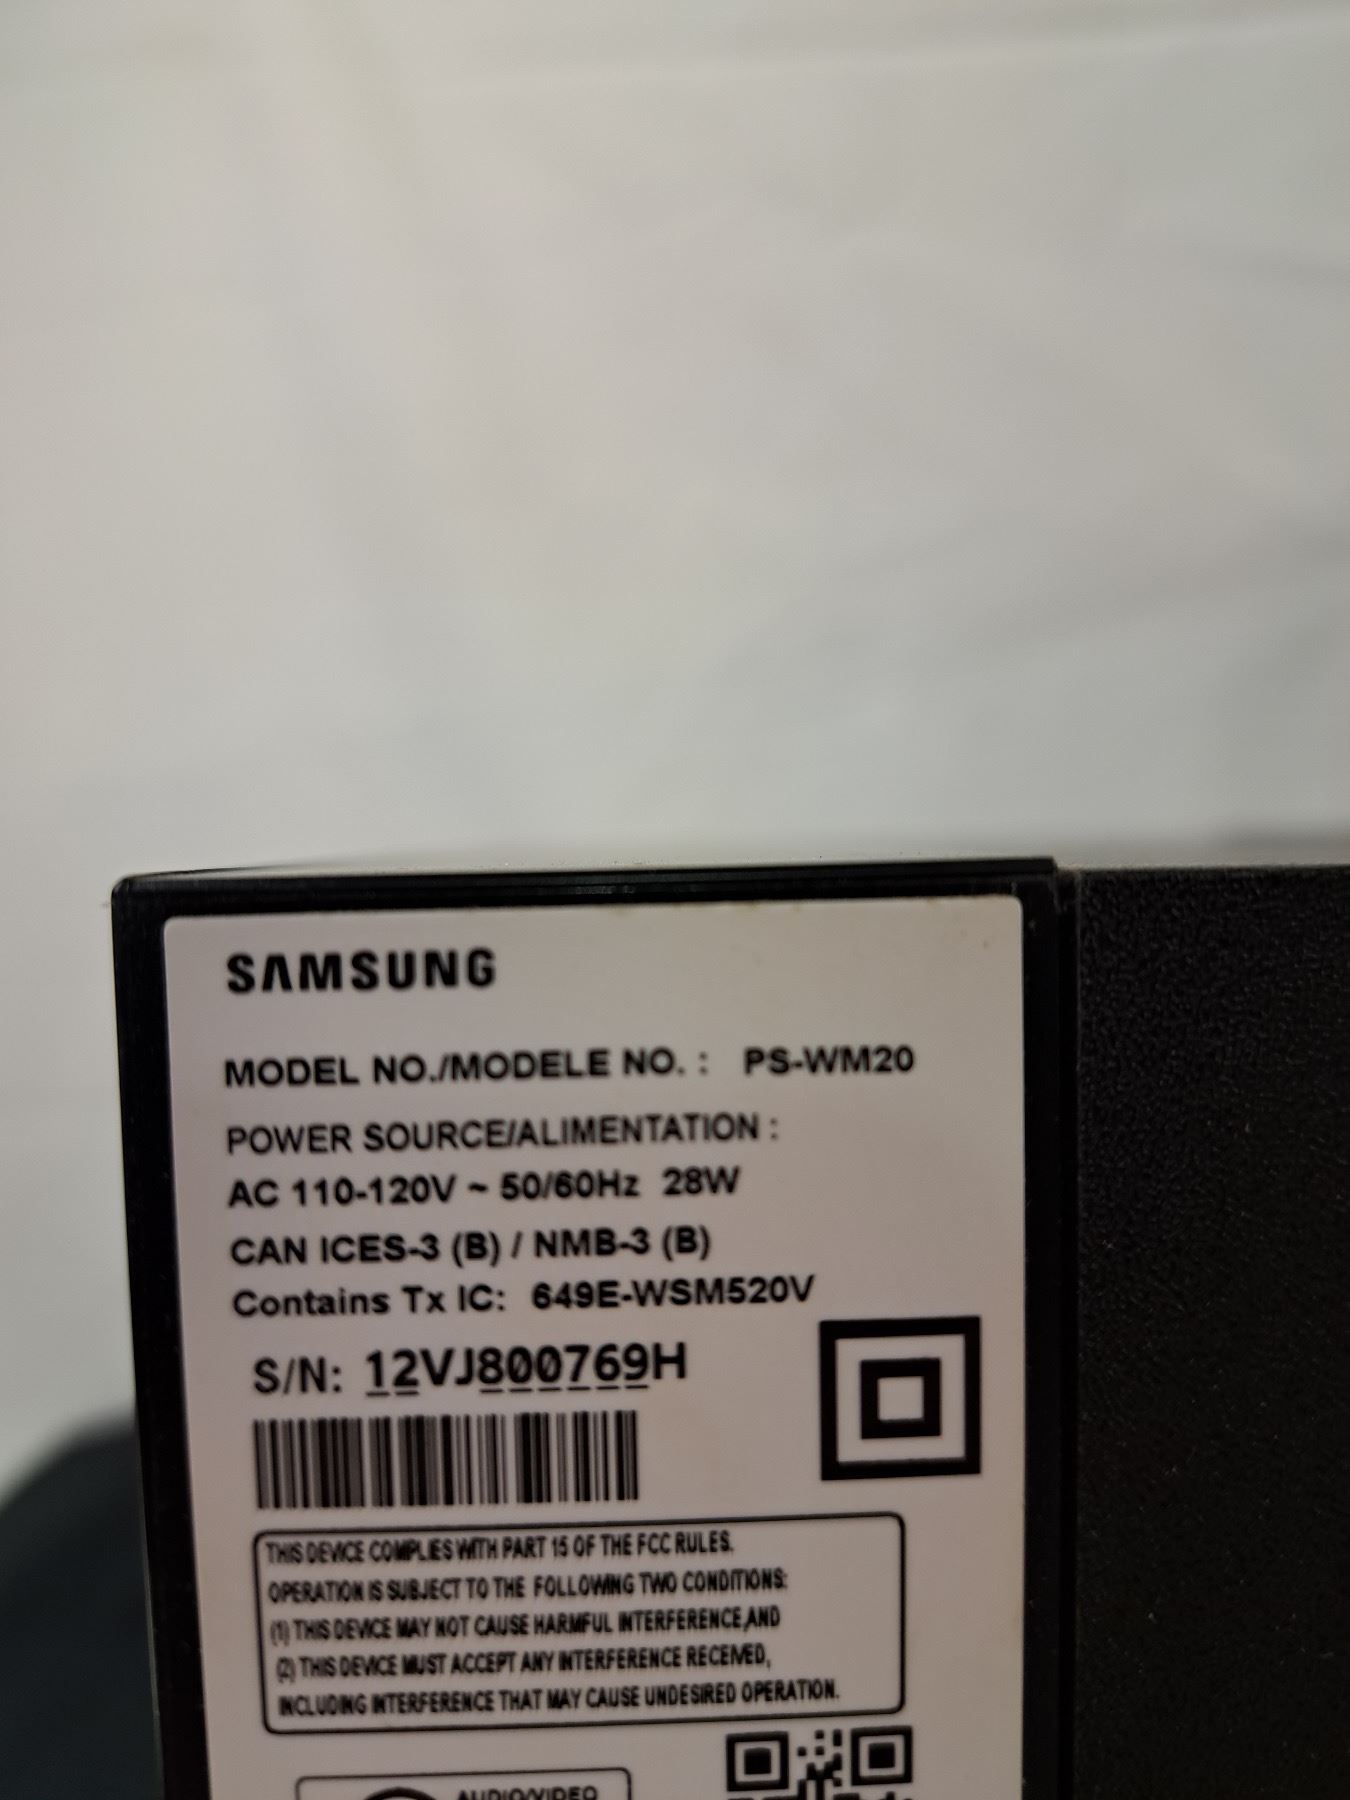 SAMSUNG
MODEL NO./MODELE NO. : PS-WM20
POWER SOURCE/ALIMENTATION :
AC 110-120V ~ 50/60Hz 28W
CAN ICES-3 (B) / NMB-3 (B)
Contains Tx IC: 649E-WSM520V
S/N: 12VJ800769H
THIS DEVICE COMPLIES WITH PART 15 OF THE FCC RULES.
OPERATION IS SUBJECT TO THE FOLLOWING TWO CONDITIONS:
(1) THIS DEVICE MAY NOT CAUSE HARMFUL INTERFERENCE,AND
(2) THIS DEVICE MUST ACCEPT ANY INTERFERENCE RECEIVED,
INCLUDING INTERFERENCE THAT MAY CAUSE UNDESIRED OPERATION.
AUDIO/VIDEO